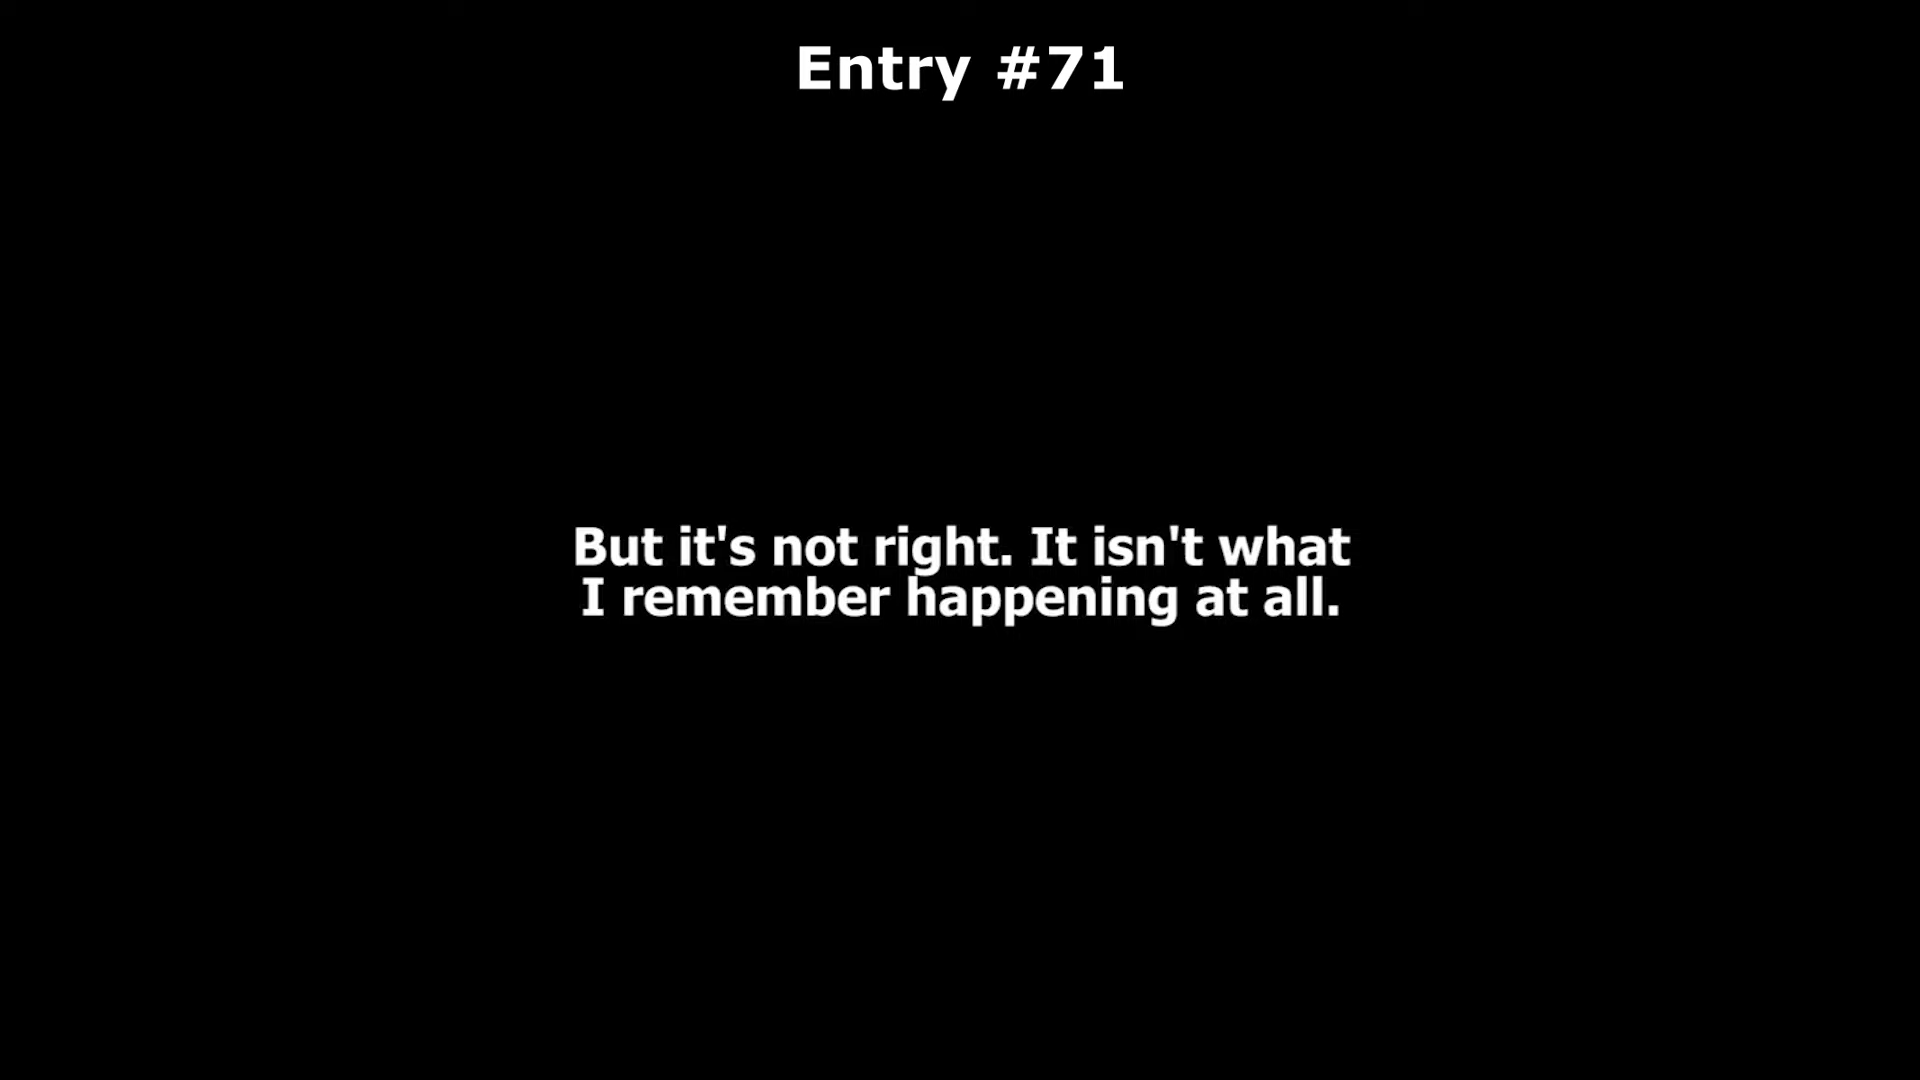 Entry #71
But it's not right. It isn't what
I remember happening at all.